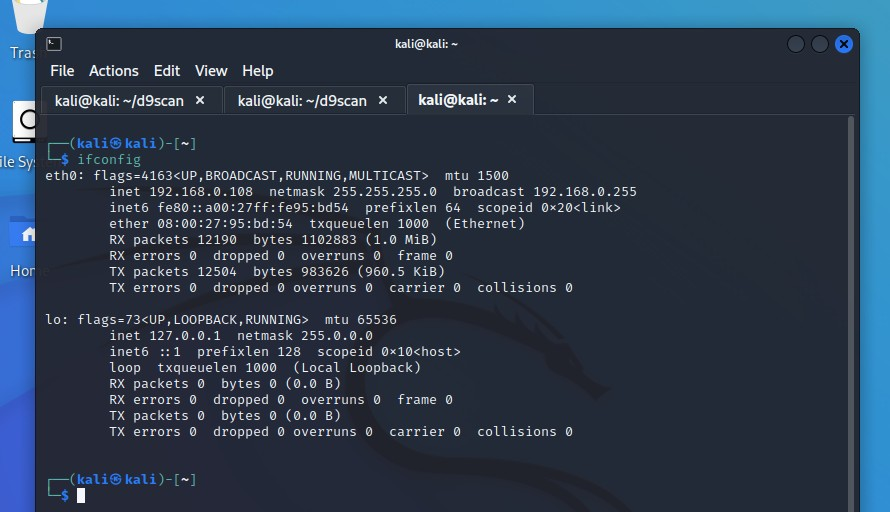 kali@kali: ~
File Actions Edit View Help
kali@kali: ~/d9scan × kali@kali: ~/d9scan × kali@kali: ~ ×
Tras
ile Sys
Home
┌──(kali㉿kali)-[~]
└─$ ifconfig
eth0: flags=4163<UP,BROADCAST,RUNNING,MULTICAST>  mtu 1500
        inet 192.168.0.108  netmask 255.255.255.0  broadcast 192.168.0.255
        inet6 fe80::a00:27ff:fe95:bd54  prefixlen 64  scopeid 0×20<link>
        ether 08:00:27:95:bd:54  txqueuelen 1000  (Ethernet)
        RX packets 12190  bytes 1102883 (1.0 MiB)
        RX errors 0  dropped 0  overruns 0  frame 0
        TX packets 12504  bytes 983626 (960.5 KiB)
        TX errors 0  dropped 0 overruns 0  carrier 0  collisions 0
lo: flags=73<UP,LOOPBACK,RUNNING>  mtu 65536
        inet 127.0.0.1  netmask 255.0.0.0
        inet6 ::1  prefixlen 128  scopeid 0×10<host>
        loop  txqueuelen 1000  (Local Loopback)
        RX packets 0  bytes 0 (0.0 B)
        RX errors 0  dropped 0  overruns 0  frame 0
        TX packets 0  bytes 0 (0.0 B)
        TX errors 0  dropped 0 overruns 0  carrier 0  collisions 0
┌──(kali㉿kali)-[~]
└─$